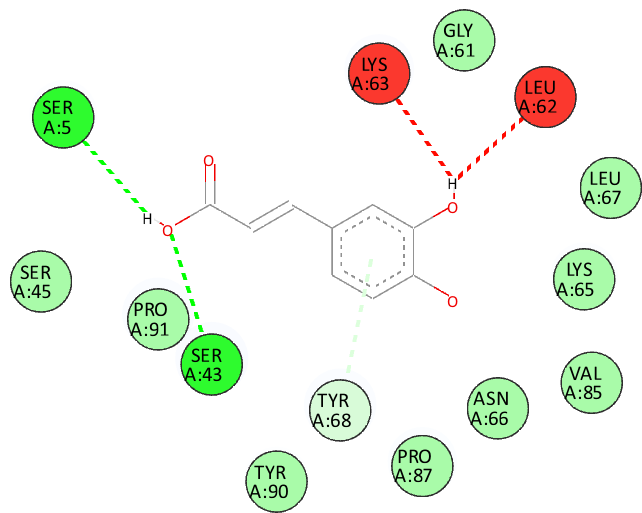 GLY
A:61
LYS
A:63
LEU
A:62
SER
A:5
O
H
H
O
O
LEU
A:67
SER
A:45
LYS
A:65
PRO
A:91
O
SER
A:43
VAL
A:85
TYR
A:68
ASN
A:66
PRO
A:87
TYR
A:90